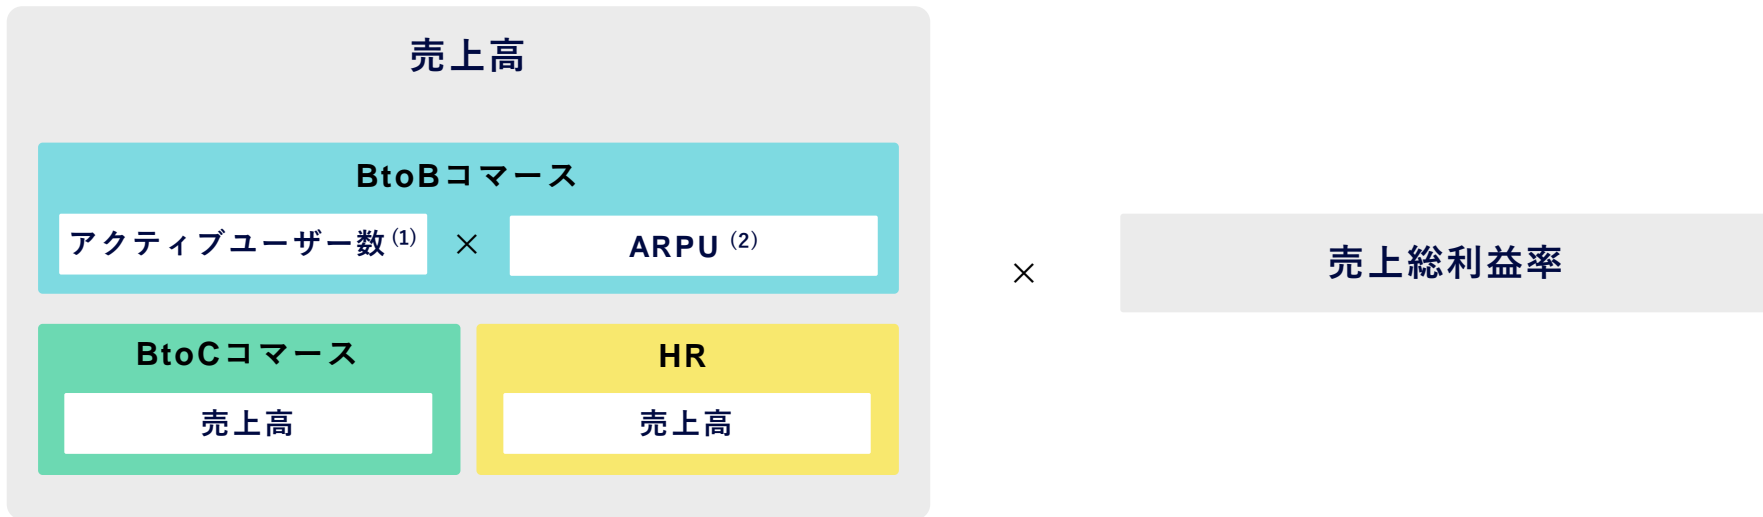 売上高
BtoBコマース
アクティブユーザー数 (1) × ARPU (2)
× 売上総利益率
BtoCコマース
売上高
HR
売上高